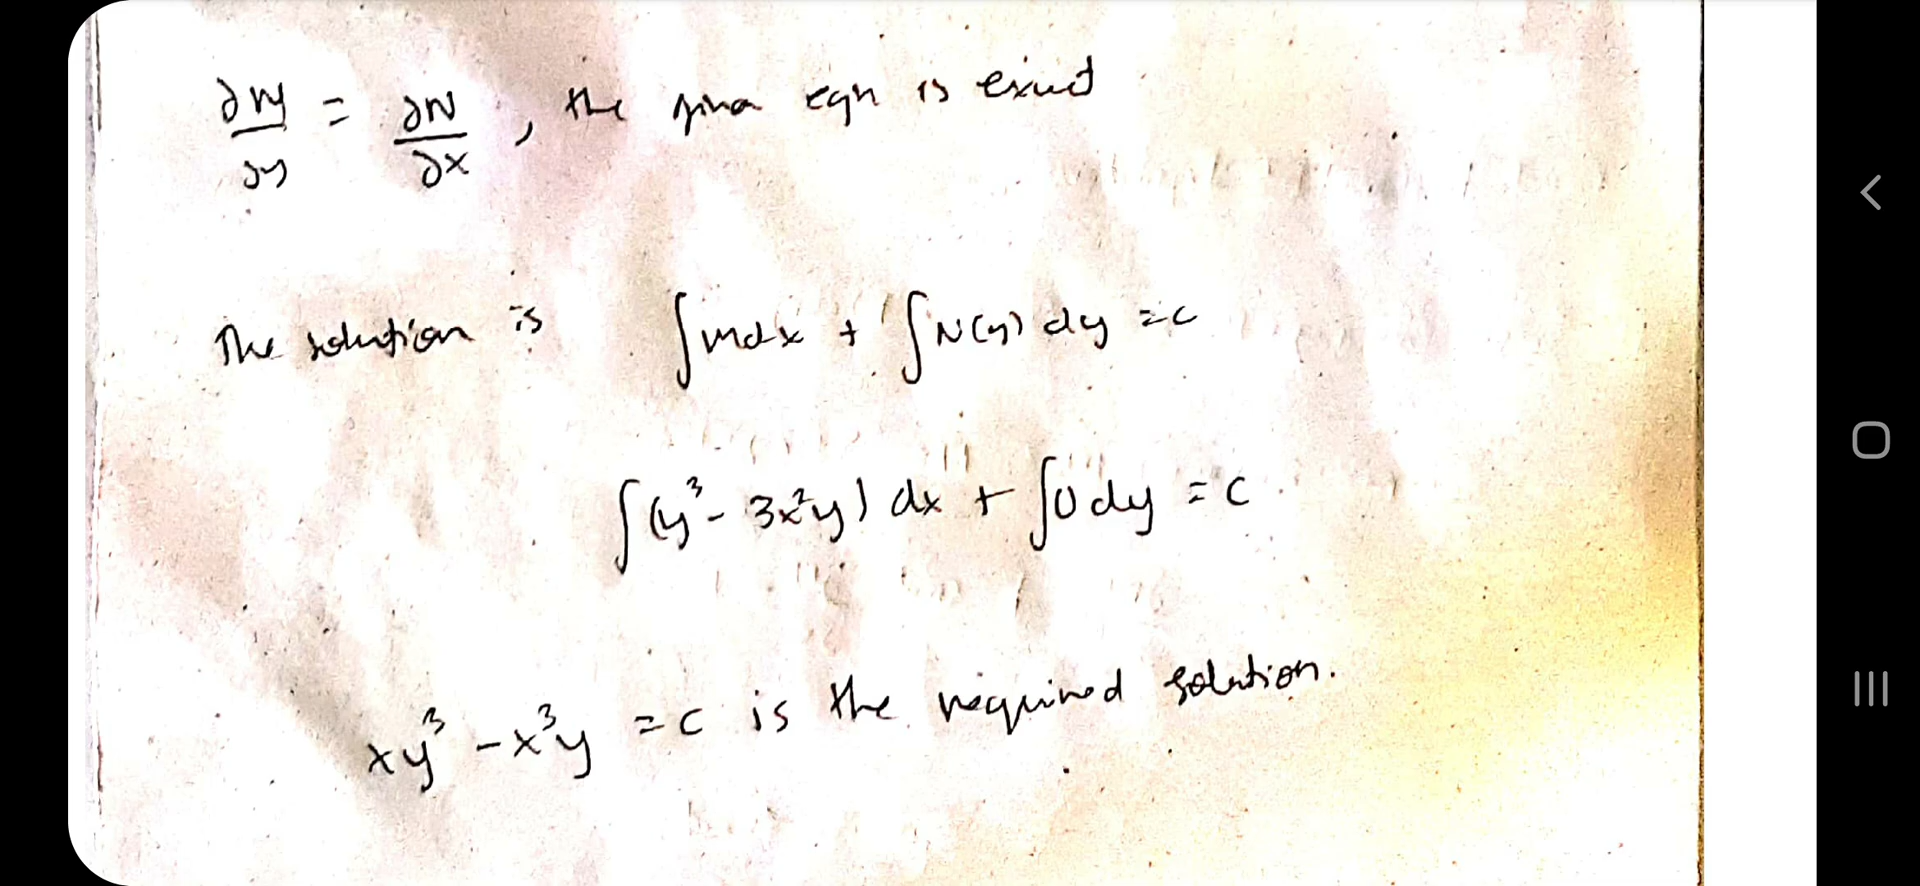 ∂M/∂y = ∂N/∂x , the given eqn is exact
The solution is ∫Mdx + ∫N(y) dy = c
∫(y³ - 3x²y) dx + ∫0 dy = c
xy³ - x³y = c is the required solution.